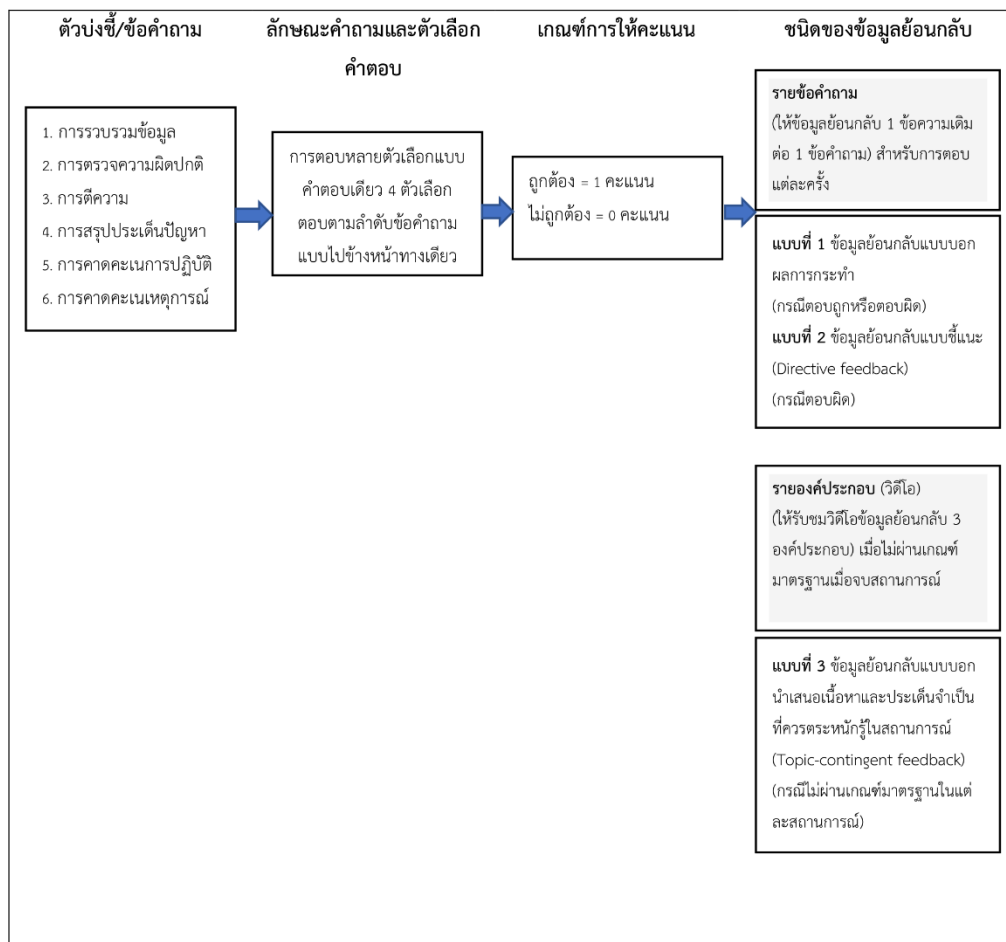 ตัวบ่งชี้/ข้อคำถาม
ลักษณะคำถามและตัวเลือก
คำตอบ
เกณฑ์การให้คะแนน
ชนิดของข้อมูลย้อนกลับ
1. การรวบรวมข้อมูล
2. การตรวจความผิดปกติ
3. การตีความ
4. การสรุปประเด็นปัญหา
5. การคาดคะเนการปฏิบัติ
6. การคาดคะเนเหตุการณ์
การตอบหลายตัวเลือกแบบ
คำตอบเดียว 4 ตัวเลือก
ตอบตามลำดับข้อคำถาม
แบบไปข้างหน้าทางเดียว
ถูกต้อง = 1 คะแนน
ไม่ถูกต้อง = 0 คะแนน
รายข้อคำถาม
(ให้ข้อมูลย้อนกลับ 1 ข้อความเดิม
ต่อ 1 ข้อคำถาม) สำหรับการตอบ
แต่ละครั้ง
แบบที่ 1 ข้อมูลย้อนกลับแบบบอก
ผลการกระทำ
(กรณีตอบถูกหรือตอบผิด)
แบบที่ 2 ข้อมูลย้อนกลับแบบชี้แนะ
(Directive feedback)
(กรณีตอบผิด)
รายองค์ประกอบ (วิดีโอ)
(ให้รับชมวิดีโอข้อมูลย้อนกลับ 3
องค์ประกอบ) เมื่อไม่ผ่านเกณฑ์
มาตรฐานเมื่อจบสถานการณ์
แบบที่ 3 ข้อมูลย้อนกลับแบบบอก
นำเสนอเนื้อหาและประเด็นจำเป็น
ที่ควรตระหนักรู้ในสถานการณ์
(Topic-contingent feedback)
(กรณีไม่ผ่านเกณฑ์มาตรฐานในแต่
ละสถานการณ์)